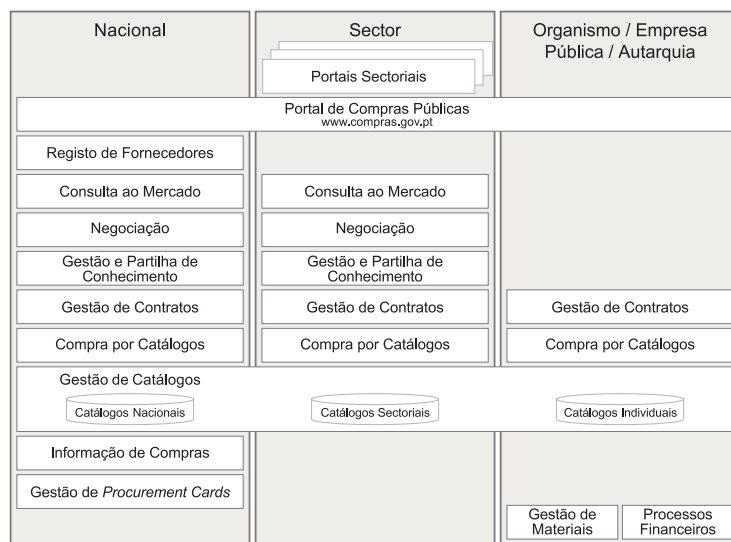 Nacional
Sector
Organismo / Empresa
Pública / Autarquia
Portais Sectoriais
Portal de Compras Públicas
www.compras.gov.pt
Registo de Fornecedores
Consulta ao Mercado
Consulta ao Mercado
Negociação
Negociação
Gestão e Partilha de
Conhecimento
Gestão e Partilha de
Conhecimento
Gestão de Contratos
Gestão de Contratos
Gestão de Contratos
Compra por Catálogos
Compra por Catálogos
Compra por Catálogos
Gestão de Catálogos
Catálogos Nacionais
Catálogos Sectoriais
Catálogos Individuais
Informação de Compras
Gestão de Procurement Cards
Gestão de
Materiais
Processos
Financeiros